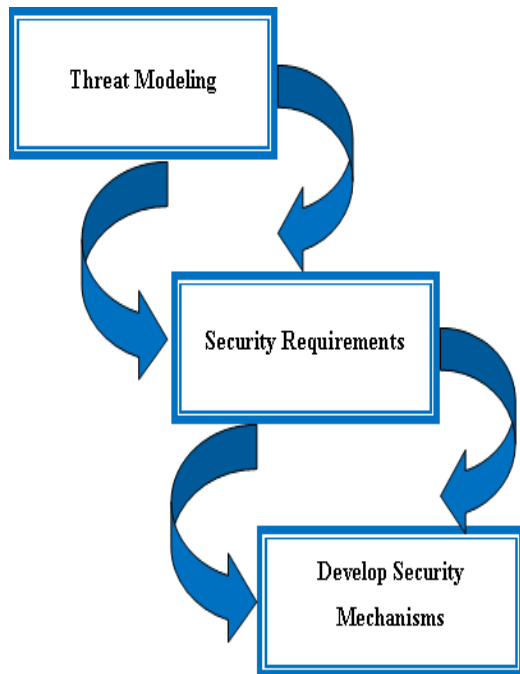 Threat Modeling
Security Requirements
Develop Security
Mechanisms